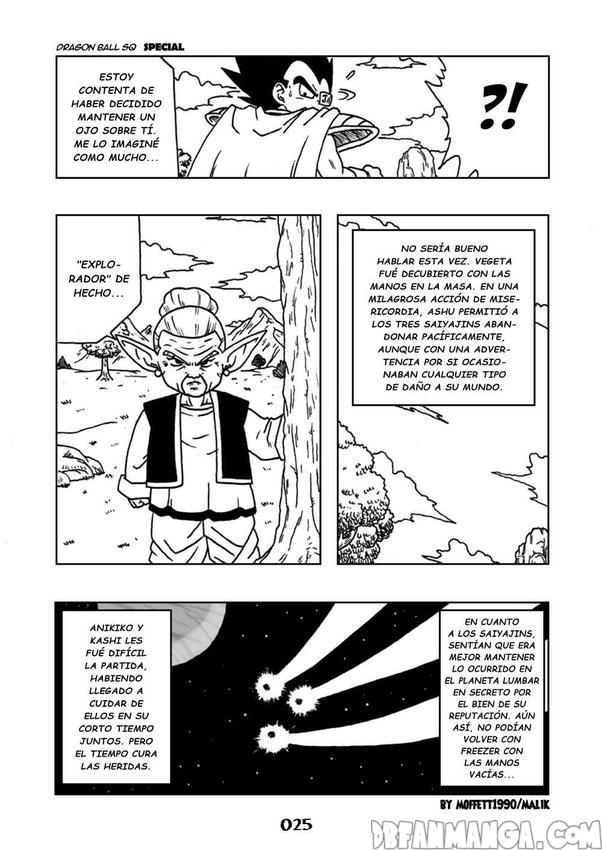 DRAGON BALL SQ SPECIAL
ESTOY
CONTENTA DE
HABER DECIDIDO
MANTENER UN
OJO SOBRE TÍ.
ME LO IMAGINÉ
COMO MUCHO...
?!
"EXPLO-
RADOR" DE
HECHO...
NO SERÍA BUENO
HABLAR ESTA VEZ. VEGETA
FUÉ DECUBIERTO CON LAS
MANOS EN LA MASA. EN UNA
MILAGROSA ACCIÓN DE MISE-
RICORDIA, ASHU PERMITIÓ A
LOS TRES SAIYAJINS ABAN-
DONAR PACÍFICAMENTE,
AUNQUE CON UNA ADVER-
TENCIA POR SI OCASIO-
NABAN CUALQUIER TIPO
DE DAÑO A SU MUNDO.
ANIKIKO Y
KASHI LES
FUÉ DIFÍCIL
LA PARTIDA,
HABIENDO
LLEGADO A
CUIDAR DE
ELLOS EN SU
CORTO TIEMPO
JUNTOS. PERO
EL TIEMPO CURA
LAS HERIDAS.
EN CUANTO
A LOS SAIYAJINS,
SENTÍAN QUE ERA
MEJOR MANTENER
LO OCURRIDO EN
EL PLANETA LUMBAR
EN SECRETO POR
EL BIEN DE SU
REPUTACIÓN. AÚN
ASÍ, NO PODÍAN
VOLVER CON
FREEZER CON
LAS MANOS
VACÍAS...
BY MOFFETT1990/MALIK
025
DBFANMANGA.COM